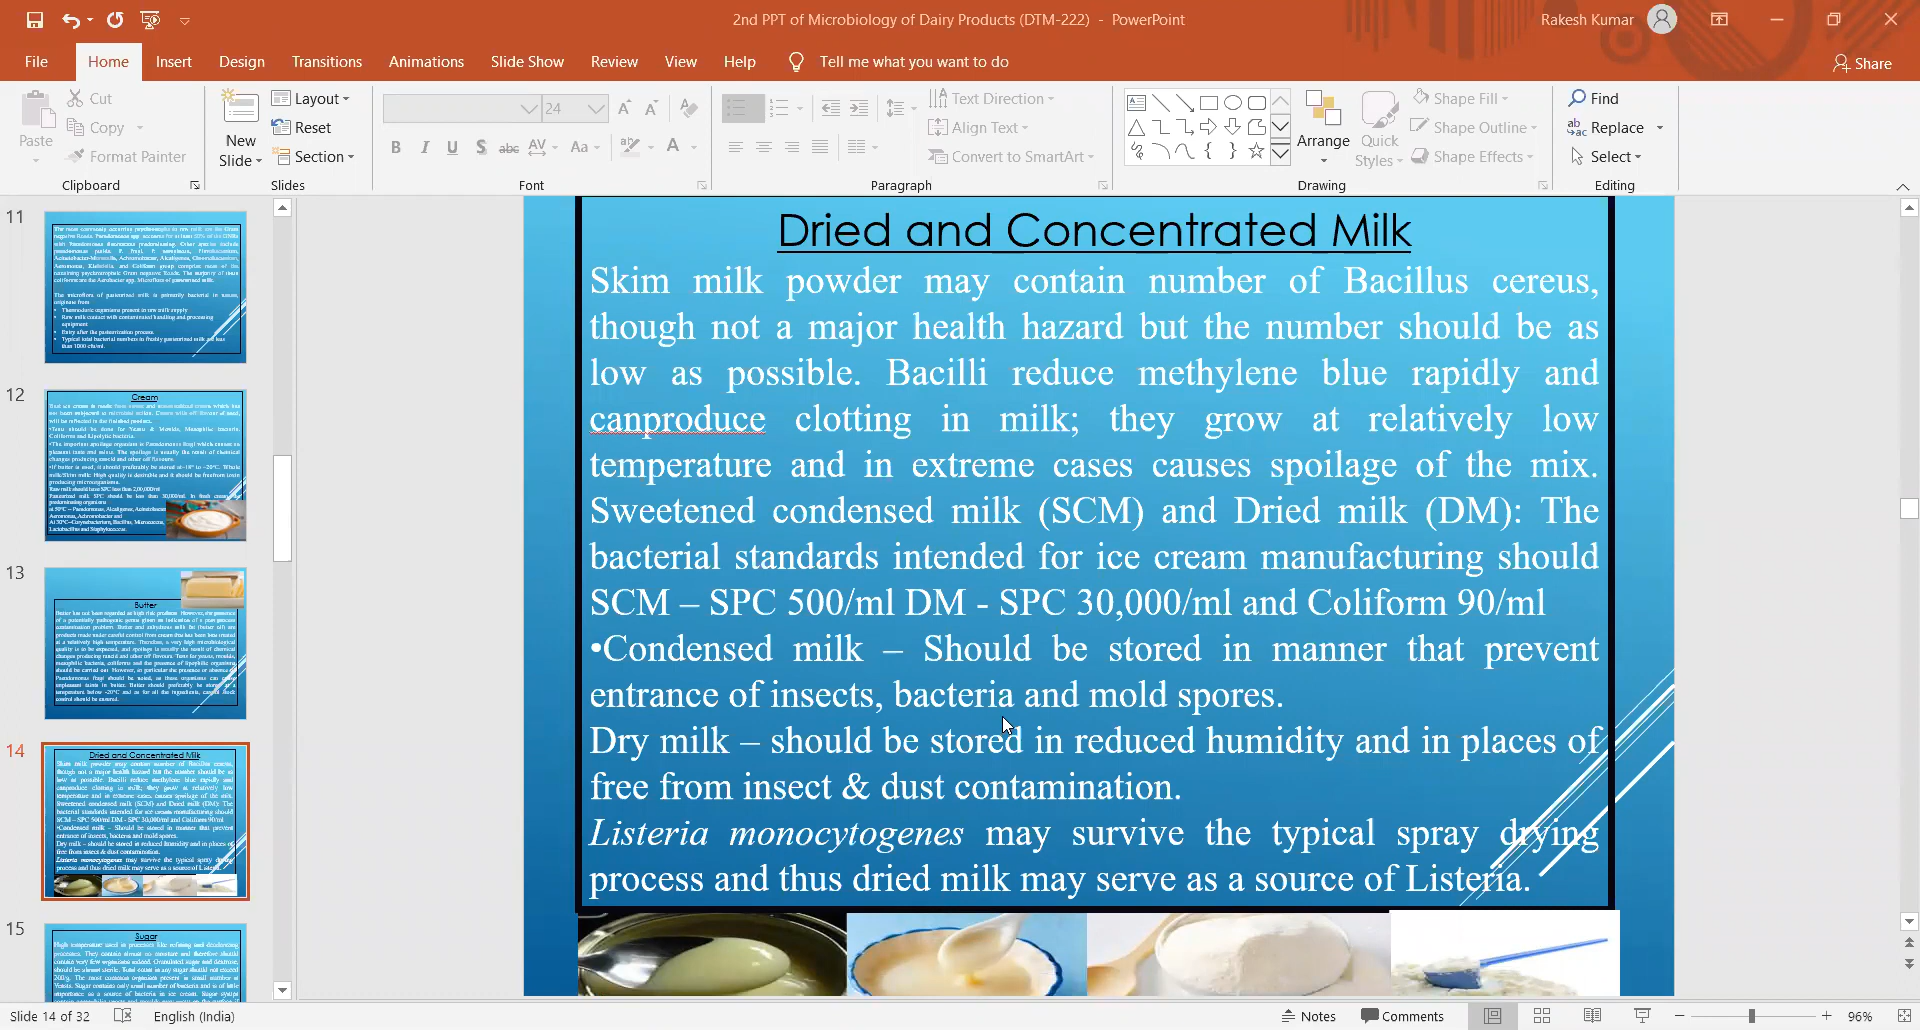 2nd PPT of Microbiology of Dairy Products (DTM-222) - PowerPoint
Rakesh Kumar
File Home Insert Design Transitions Animations Slide Show Review View Help Tell me what you want to do
Share
Paste
Cut
Copy
Format Painter
Clipboard
New Slide
Layout
Reset
Section
Slides
24
B I U S abc AV Aa A
Font
Paragraph
Text Direction
Align Text
Convert to SmartArt
Arrange
Quick Styles
Shape Fill
Shape Outline
Shape Effects
Drawing
Find
Replace
Select
Editing
11
12
Cream
13
Butter
14
Dried and Concentrated Milk
15
Sugar
Dried and Concentrated Milk
Skim milk powder may contain number of Bacillus cereus,
though not a major health hazard but the number should be as
low as possible. Bacilli reduce methylene blue rapidly and
canproduce clotting in milk; they grow at relatively low
temperature and in extreme cases causes spoilage of the mix.
Sweetened condensed milk (SCM) and Dried milk (DM): The
bacterial standards intended for ice cream manufacturing should
SCM – SPC 500/ml DM - SPC 30,000/ml and Coliform 90/ml
•Condensed milk – Should be stored in manner that prevent
entrance of insects, bacteria and mold spores.
Dry milk – should be stored in reduced humidity and in places of
free from insect & dust contamination.
Listeria monocytogenes may survive the typical spray drying
process and thus dried milk may serve as a source of Listeria.
Slide 14 of 32
English (India)
Notes
Comments
96%